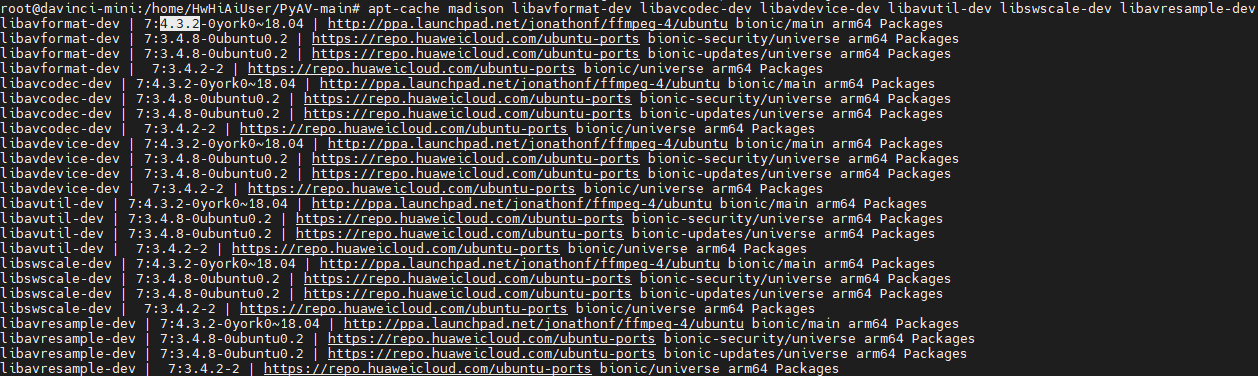 root@davinci-mini:/home/HwHiAiUser/PyAV-main# apt-cache madison libavformat-dev libavcodec-dev libavdevice-dev libavutil-dev libswscale-dev libavresample-dev
libavformat-dev | 7:4.3.2-0york0~18.04 | http://ppa.launchpad.net/jonathonf/ffmpeg-4/ubuntu bionic/main arm64 Packages
libavformat-dev | 7:3.4.8-0ubuntu0.2 | https://repo.huaweicloud.com/ubuntu-ports bionic-security/universe arm64 Packages
libavformat-dev | 7:3.4.8-0ubuntu0.2 | https://repo.huaweicloud.com/ubuntu-ports bionic-updates/universe arm64 Packages
libavformat-dev |  7:3.4.2-2 | https://repo.huaweicloud.com/ubuntu-ports bionic/universe arm64 Packages
libavcodec-dev | 7:4.3.2-0york0~18.04 | http://ppa.launchpad.net/jonathonf/ffmpeg-4/ubuntu bionic/main arm64 Packages
libavcodec-dev | 7:3.4.8-0ubuntu0.2 | https://repo.huaweicloud.com/ubuntu-ports bionic-security/universe arm64 Packages
libavcodec-dev | 7:3.4.8-0ubuntu0.2 | https://repo.huaweicloud.com/ubuntu-ports bionic-updates/universe arm64 Packages
libavcodec-dev |  7:3.4.2-2 | https://repo.huaweicloud.com/ubuntu-ports bionic/universe arm64 Packages
libavdevice-dev | 7:4.3.2-0york0~18.04 | http://ppa.launchpad.net/jonathonf/ffmpeg-4/ubuntu bionic/main arm64 Packages
libavdevice-dev | 7:3.4.8-0ubuntu0.2 | https://repo.huaweicloud.com/ubuntu-ports bionic-security/universe arm64 Packages
libavdevice-dev | 7:3.4.8-0ubuntu0.2 | https://repo.huaweicloud.com/ubuntu-ports bionic-updates/universe arm64 Packages
libavdevice-dev |  7:3.4.2-2 | https://repo.huaweicloud.com/ubuntu-ports bionic/universe arm64 Packages
libavutil-dev | 7:4.3.2-0york0~18.04 | http://ppa.launchpad.net/jonathonf/ffmpeg-4/ubuntu bionic/main arm64 Packages
libavutil-dev | 7:3.4.8-0ubuntu0.2 | https://repo.huaweicloud.com/ubuntu-ports bionic-security/universe arm64 Packages
libavutil-dev | 7:3.4.8-0ubuntu0.2 | https://repo.huaweicloud.com/ubuntu-ports bionic-updates/universe arm64 Packages
libavutil-dev |  7:3.4.2-2 | https://repo.huaweicloud.com/ubuntu-ports bionic/universe arm64 Packages
libswscale-dev | 7:4.3.2-0york0~18.04 | http://ppa.launchpad.net/jonathonf/ffmpeg-4/ubuntu bionic/main arm64 Packages
libswscale-dev | 7:3.4.8-0ubuntu0.2 | https://repo.huaweicloud.com/ubuntu-ports bionic-security/universe arm64 Packages
libswscale-dev | 7:3.4.8-0ubuntu0.2 | https://repo.huaweicloud.com/ubuntu-ports bionic-updates/universe arm64 Packages
libswscale-dev |  7:3.4.2-2 | https://repo.huaweicloud.com/ubuntu-ports bionic/universe arm64 Packages
libavresample-dev | 7:4.3.2-0york0~18.04 | http://ppa.launchpad.net/jonathonf/ffmpeg-4/ubuntu bionic/main arm64 Packages
libavresample-dev | 7:3.4.8-0ubuntu0.2 | https://repo.huaweicloud.com/ubuntu-ports bionic-security/universe arm64 Packages
libavresample-dev | 7:3.4.8-0ubuntu0.2 | https://repo.huaweicloud.com/ubuntu-ports bionic-updates/universe arm64 Packages
libavresample-dev |  7:3.4.2-2 | https://repo.huaweicloud.com/ubuntu-ports bionic/universe arm64 Packages